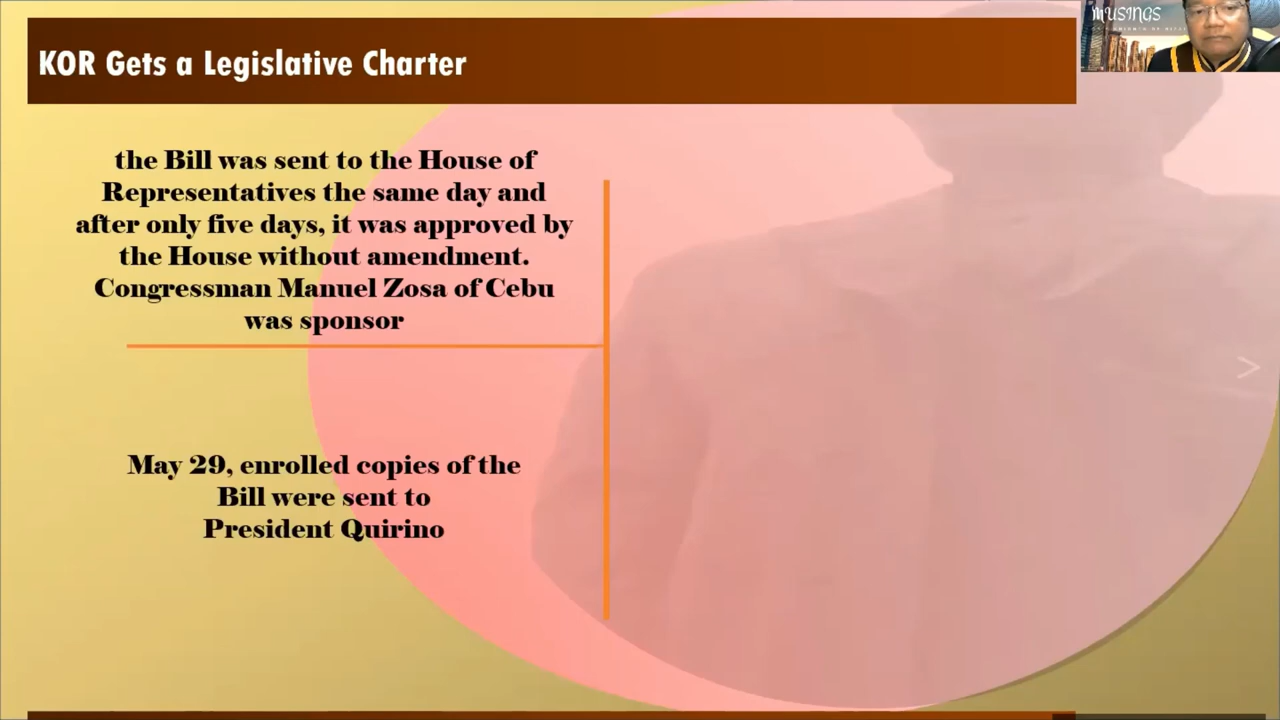 KOR Gets a Legislative Charter
MUSINGS
the Bill was sent to the House of
Representatives the same day and
after only five days, it was approved by
the House without amendment.
Congressman Manuel Zosa of Cebu
was sponsor
May 29, enrolled copies of the
Bill were sent to
President Quirino